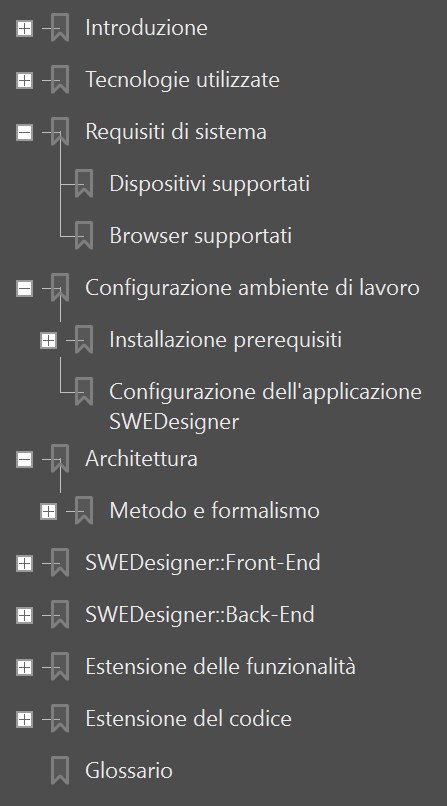 Introduzione
Tecnologie utilizzate
Requisiti di sistema
Dispositivi supportati
Browser supportati
Configurazione ambiente di lavoro
Installazione prerequisiti
Configurazione dell'applicazione
SWEDesigner
Architettura
Metodo e formalismo
SWEDesigner::Front-End
SWEDesigner::Back-End
Estensione delle funzionalità
Estensione del codice
Glossario